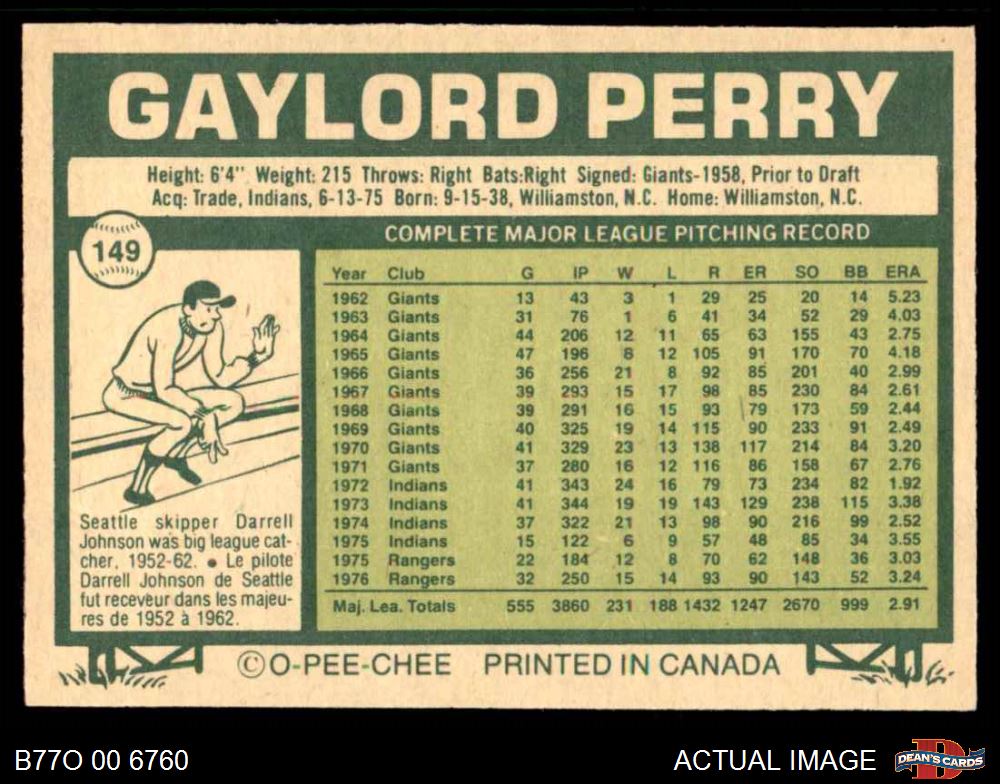 GAYLORD PERRY
Height: 6'4" Weight: 215 Throws: Right Bats:Right Signed: Giants-1958, Prior to Draft
Acq: Trade, Indians, 6-13-75 Born: 9-15-38, Williamston, N.C. Home: Williamston, N.C.
149
COMPLETE MAJOR LEAGUE PITCHING RECORD
Year Club G IP W L R ER SO BB ERA
1962 Giants 13 43 3 1 29 25 20 14 5.23
1963 Giants 31 76 1 6 41 34 52 29 4.03
1964 Giants 44 206 12 11 65 63 155 43 2.75
1965 Giants 47 196 8 12 105 91 170 70 4.18
1966 Giants 36 256 21 8 92 85 201 40 2.99
1967 Giants 39 293 15 17 98 85 230 84 2.61
1968 Giants 39 291 16 15 93 79 173 59 2.44
1969 Giants 40 325 19 14 115 90 233 91 2.49
1970 Giants 41 329 23 13 138 117 214 84 3.20
1971 Giants 37 280 16 12 116 86 158 67 2.76
1972 Indians 41 343 24 16 79 73 234 82 1.92
1973 Indians 41 344 19 19 143 129 238 115 3.38
1974 Indians 37 322 21 13 98 90 216 99 2.52
1975 Indians 15 122 6 9 57 48 85 34 3.55
1975 Rangers 22 184 12 8 70 62 148 36 3.03
1976 Rangers 32 250 15 14 93 90 143 52 3.24
Maj. Lea. Totals 555 3860 231 188 1432 1247 2670 999 2.91
Seattle skipper Darrell
Johnson was big league cat-
cher, 1952-62. • Le pilote
Darrell Johnson de Seattle
fut receveur dans les majeu-
res de 1952 à 1962.
© O-PEE-CHEE PRINTED IN CANADA
B77O 00 6760
ACTUAL IMAGE
DEAN'S CARDS